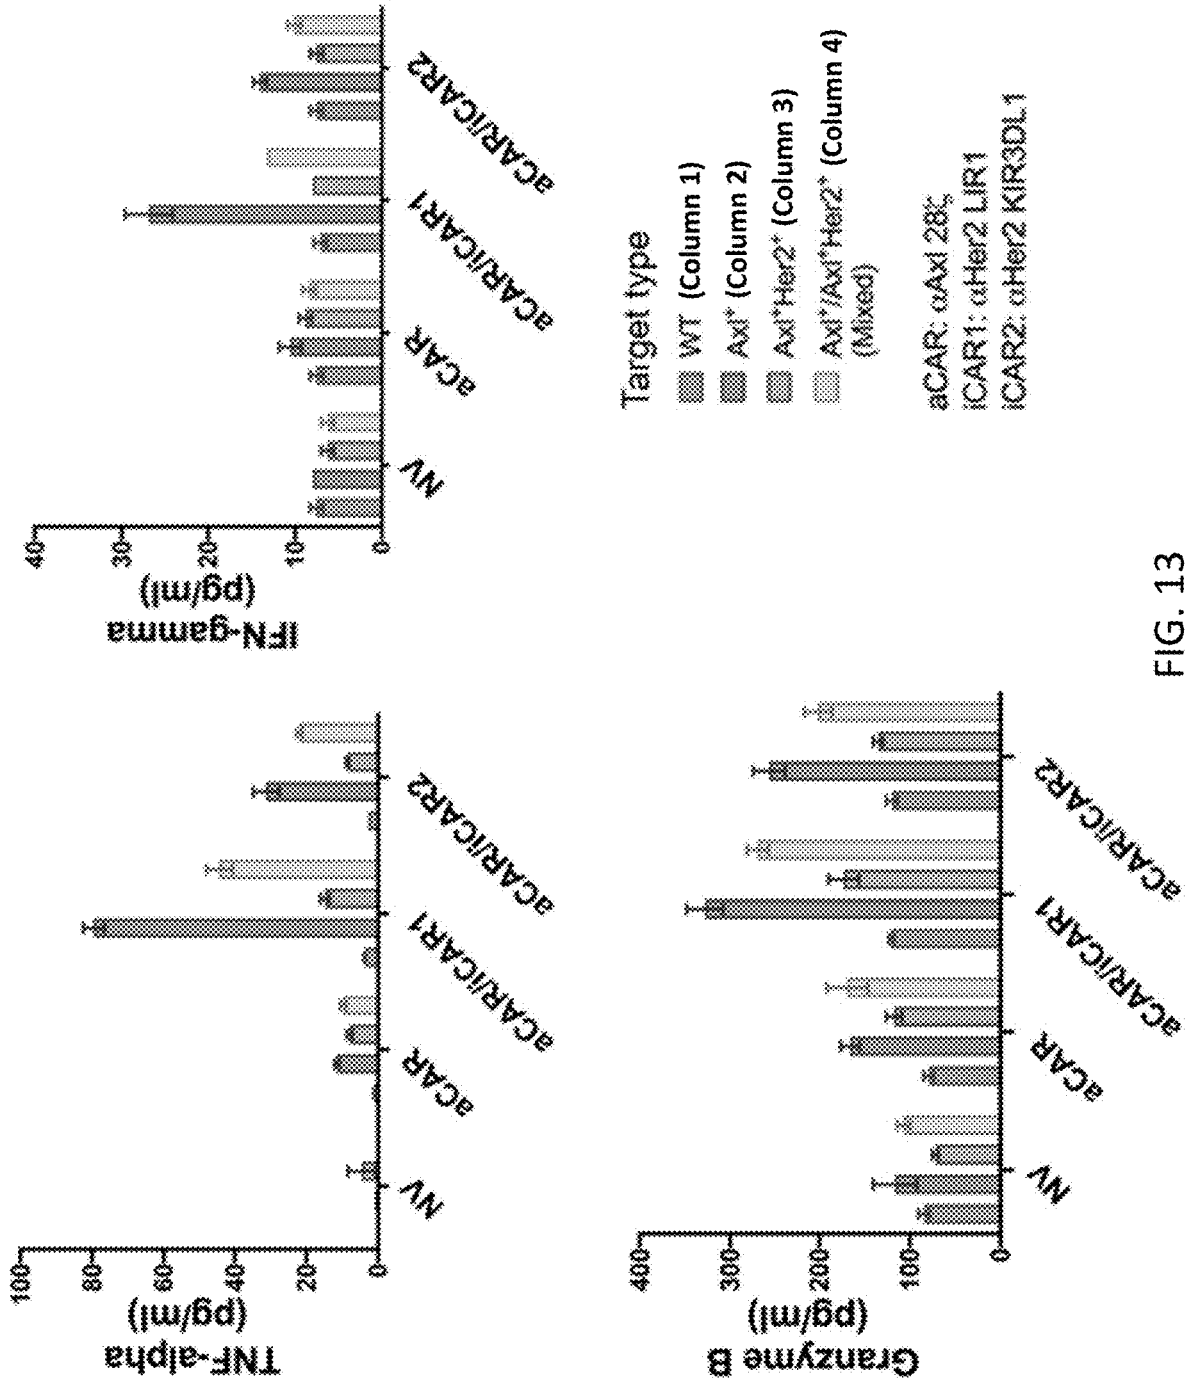 TNF-alpha
(pg/ml)
100
80
60
40
20
0
NV
aCAR
aCAR/iCAR1
aCAR/iCAR2
IFN-gamma
(pg/ml)
40
30
20
10
0
NV
aCAR
aCAR/iCAR1
aCAR/iCAR2
Granzyme B
(pg/ml)
400
300
200
100
0
NV
aCAR
aCAR/iCAR1
aCAR/iCAR2
Target type
WT (Column 1)
Axl⁺ (Column 2)
Axl⁺Her2⁺ (Column 3)
Axl⁺/Axl⁺Her2⁺ (Column 4)
(Mixed)
aCAR: αAxl 28ζ
iCAR1: αHer2 LIR1
iCAR2: αHer2 KIR3DL1
FIG. 13